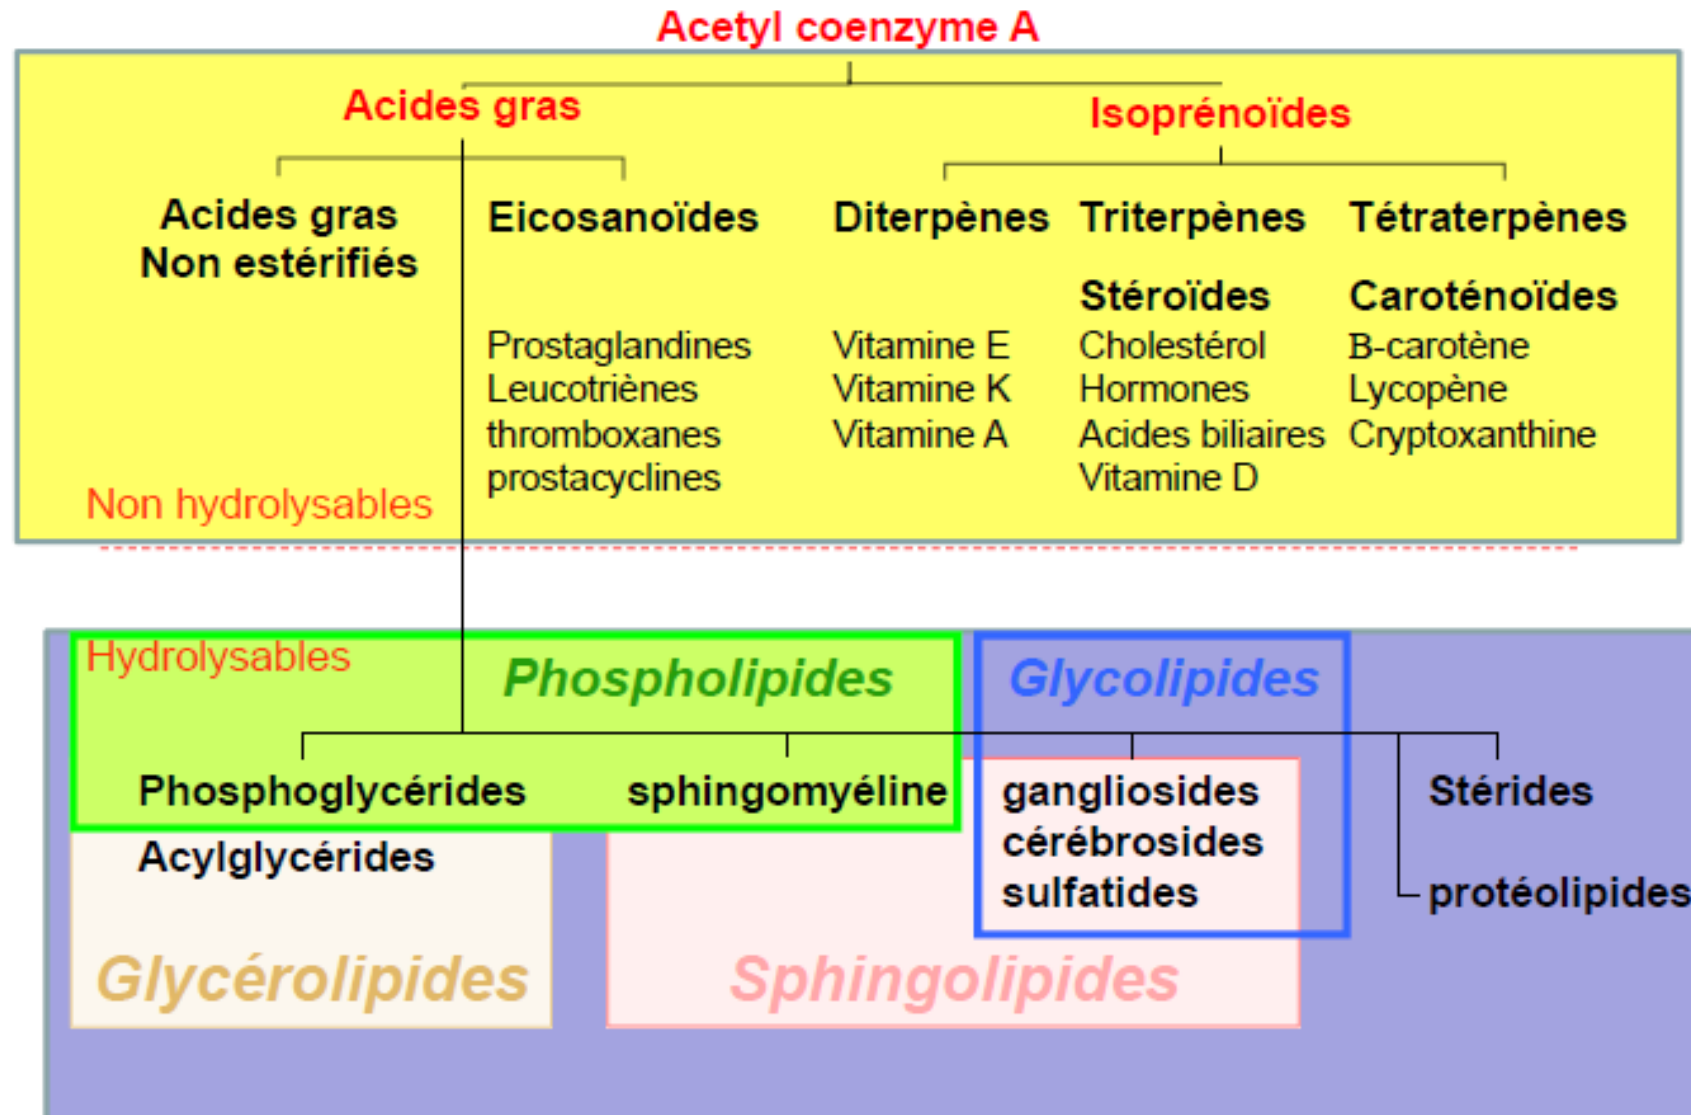 Acetyl coenzyme A
Acides gras
Isoprénoïdes
Acides gras
Non estérifiés
Eicosanoïdes
Diterpènes
Triterpènes
Tétraterpènes
Stéroïdes
Caroténoïdes
Prostaglandines
Leucotriènes
thromboxanes
prostacyclines
Vitamine E
Vitamine K
Vitamine A
Cholestérol
Hormones
Acides biliaires
Vitamine D
B-carotène
Lycopène
Cryptoxanthine
Non hydrolysables
Hydrolysables
Phospholipides
Glycolipides
Phosphoglycérides
sphingomyéline
gangliosides
cérébrosides
sulfatides
Stérides
Acylglycérides
protéolipides
Glycérolipides
Sphingolipides